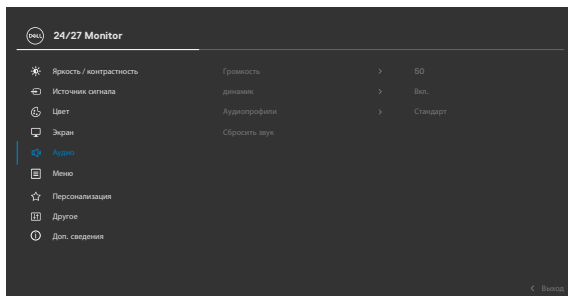 DELL 24/27 Monitor
Яркость / контрастность Громкость > 50
Источник сигнала динамик > Вкл.
Цвет Аудиопрофили > Стандарт
Экран Сбросить звук
Аудио
Меню
Персонализация
Другое
Доп. сведения
< Выход